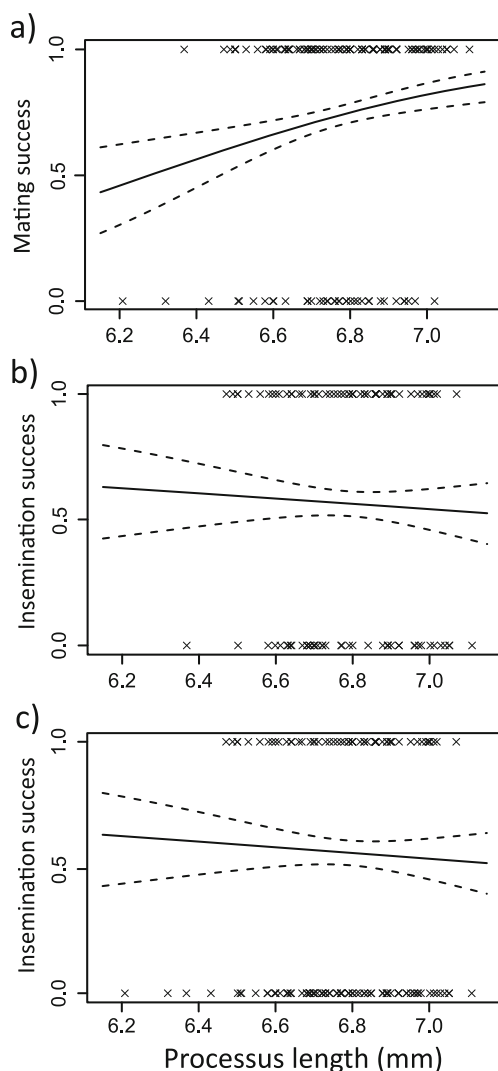 a)
1.0
0.5
0.0
Mating success
6.2 6.4 6.6 6.8 7.0
b)
1.0
0.5
0.0
Insemination success
6.2 6.4 6.6 6.8 7.0
c)
1.0
0.5
0.0
Insemination success
6.2 6.4 6.6 6.8 7.0
Processus length (mm)